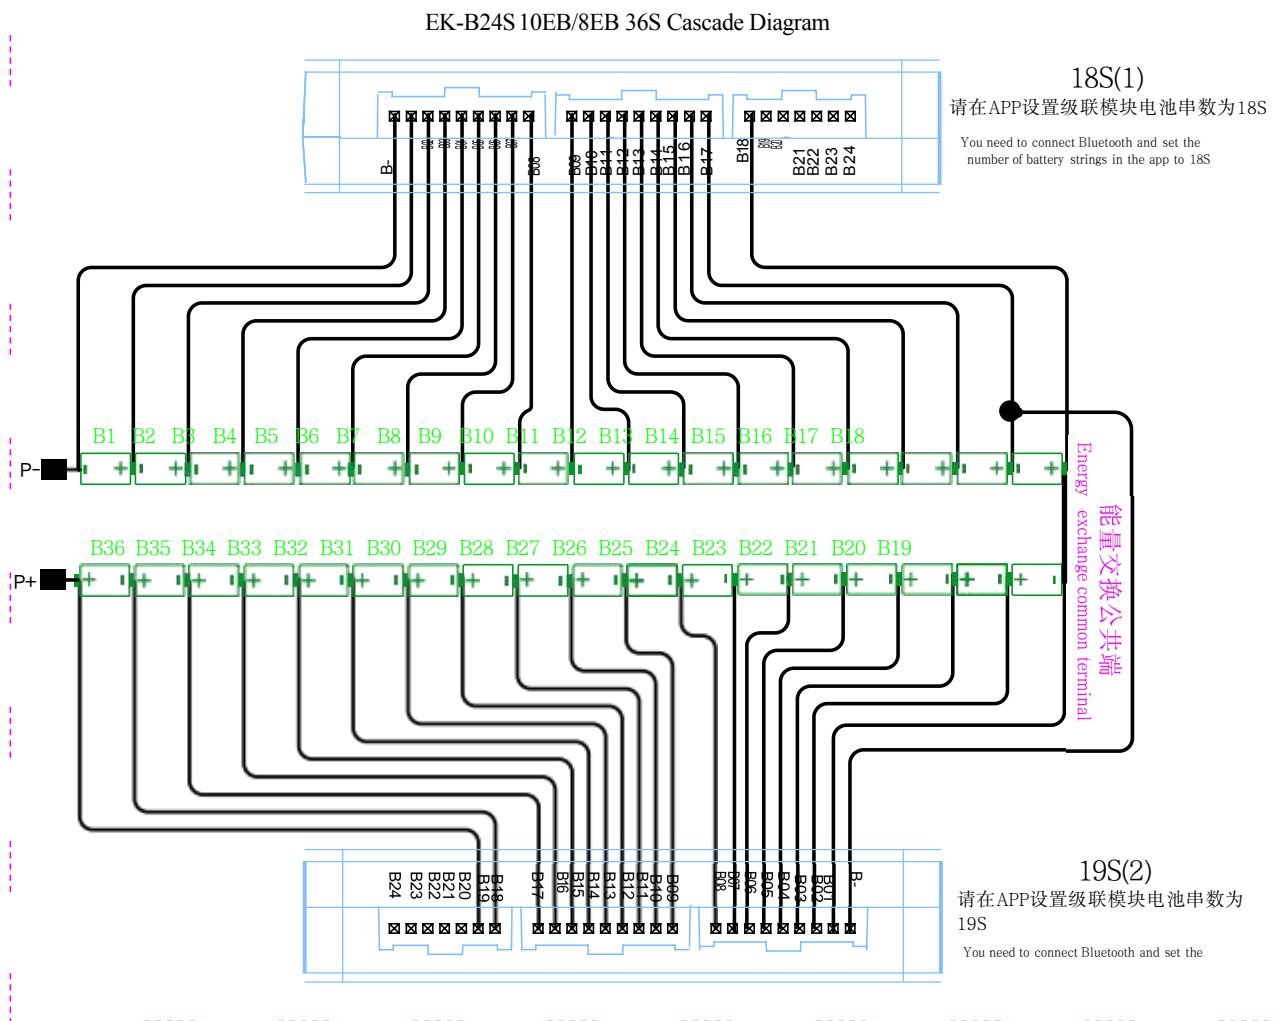 EK-B24S 10EB/8EB 36S Cascade Diagram
18S(1)
请在APP设置级联模块电池串数为18S
You need to connect Bluetooth and set the
number of battery strings in the app to 18S
B- B01 B02 B03 B04 B05 B06 B07 B08
B09 B10 B11 B12 B13 B14 B15 B16 B17
B18 B19 B21 B22 B23 B24
B1 B2 B3 B4 B5 B6 B7 B8 B9 B10 B11 B12 B13 B14 B15 B16 B17 B18
P-
能量交换公共端
Energy exchange common terminal
B36 B35 B34 B33 B32 B31 B30 B29 B28 B27 B26 B25 B24 B23 B22 B21 B20 B19
P+
B24 B23 B22 B21 B20 B19 B18
B17 B16 B15 B14 B13 B12 B11 B10 B09
B08 B07 B06 B05 B04 B03 B02 B01 B-
19S(2)
请在APP设置级联模块电池串数为
19S
You need to connect Bluetooth and set the